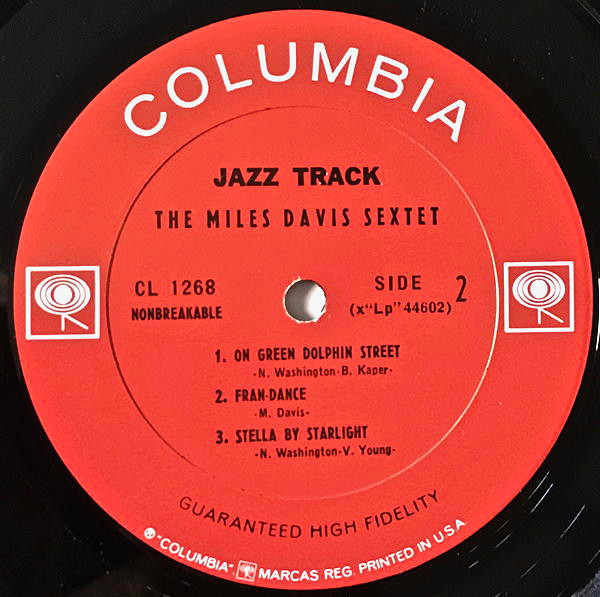 COLUMBIA
JAZZ TRACK
THE MILES DAVIS SEXTET
CL 1268
NONBREAKABLE
SIDE 2
(x"Lp" 44602)
1. ON GREEN DOLPHIN STREET
-N. Washington-B. Kaper-
2. FRAN-DANCE
-M. Davis-
3. STELLA BY STARLIGHT
-N. Washington-V. Young-
GUARANTEED HIGH FIDELITY
® "COLUMBIA". MARCAS REG. PRINTED IN U.S.A.